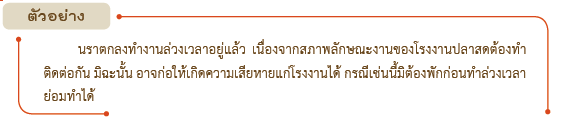 ตัวอย่าง
นราตกลงทำงานล่วงเวลาอยู่แล้ว เนื่องจากสภาพลักษณะงานของโรงงานปลาสดต้องทำ
ติดต่อกัน มิฉะนั้น อาจก่อให้เกิดความเสียหายแก่โรงงานได้ กรณีเช่นนี้มิต้องพักก่อนทำล่วงเวลา
ย่อมทำได้